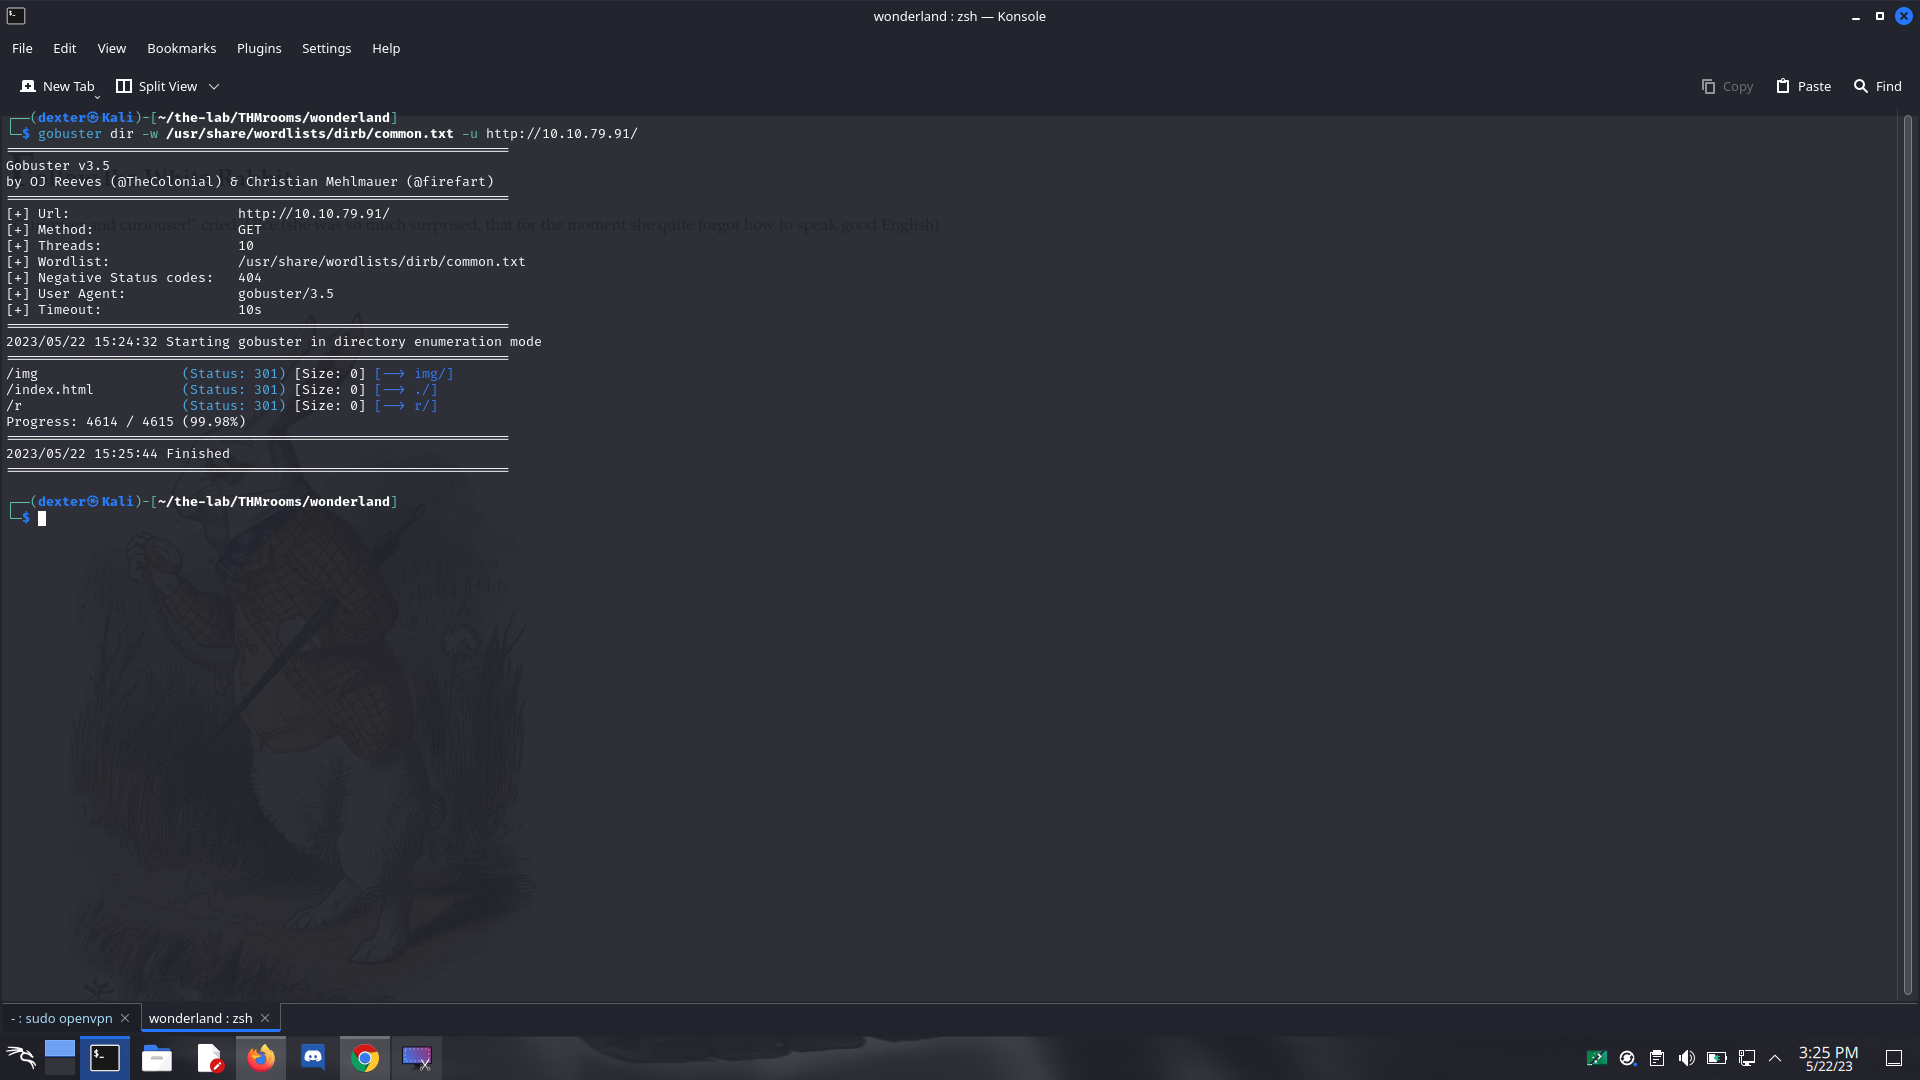 wonderland : zsh — Konsole
File Edit View Bookmarks Plugins Settings Help
New Tab Split View Copy Paste Find
┌──(dexter㉿Kali)-[~/the-lab/THMrooms/wonderland]
└─$ gobuster dir -w /usr/share/wordlists/dirb/common.txt -u http://10.10.79.91/
===============================================================
Gobuster v3.5
by OJ Reeves (@TheColonial) & Christian Mehlmauer (@firefart)
===============================================================
[+] Url:                     http://10.10.79.91/
[+] Method:                  GET
[+] Threads:                 10
[+] Wordlist:                /usr/share/wordlists/dirb/common.txt
[+] Negative Status codes:   404
[+] User Agent:              gobuster/3.5
[+] Timeout:                 10s
===============================================================
2023/05/22 15:24:32 Starting gobuster in directory enumeration mode
===============================================================
/img                  (Status: 301) [Size: 0] [--> img/]
/index.html           (Status: 301) [Size: 0] [--> ./]
/r                    (Status: 301) [Size: 0] [--> r/]
Progress: 4614 / 4615 (99.98%)
===============================================================
2023/05/22 15:25:44 Finished
===============================================================
┌──(dexter㉿Kali)-[~/the-lab/THMrooms/wonderland]
└─$
and curiouser!" cried (she was so much surprised, that for the moment she quite forgot how to speak good English)
- : sudo openvpn wonderland : zsh
3:25 PM
5/22/23